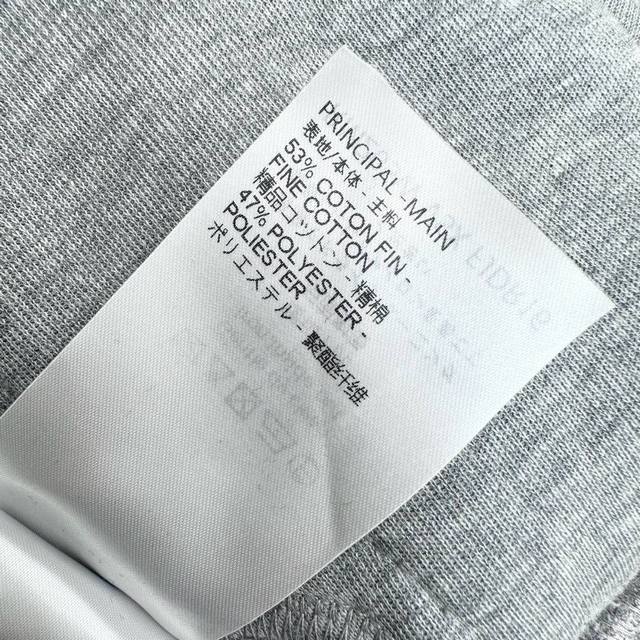 PRINCIPAL -MAIN
表地/本体 - 主料
53% COTON FIN -
FINE COTTON
精品コットン - 精棉
47% POLYESTER -
POLIESTER -
ポリエステル - 聚酯纤维